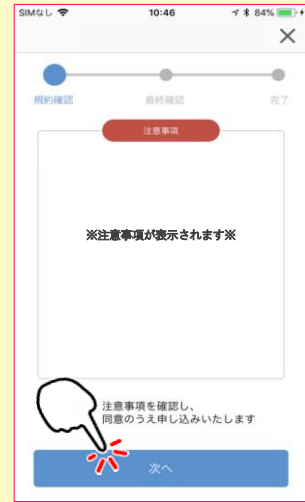 SIMなし 10:46 84%
規約確認 最終確認 完了
注意事項
※注意事項が表示されます※
注意事項を確認し、
同意のうえ申し込みいたします
次へ